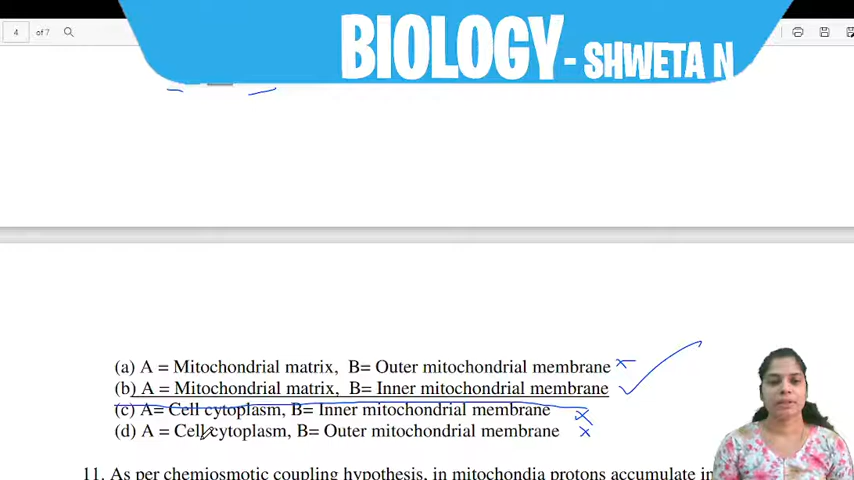 BIOLOGY - SHWETA N
4 of 7
(a) A = Mitochondrial matrix, B= Outer mitochondrial membrane
(b) A = Mitochondrial matrix, B= Inner mitochondrial membrane
(c) A= Cell cytoplasm, B= Inner mitochondrial membrane
(d) A = Cell cytoplasm, B= Outer mitochondrial membrane
11. As per chemiosmotic coupling hypothesis, in mitochondia protons accumulate in